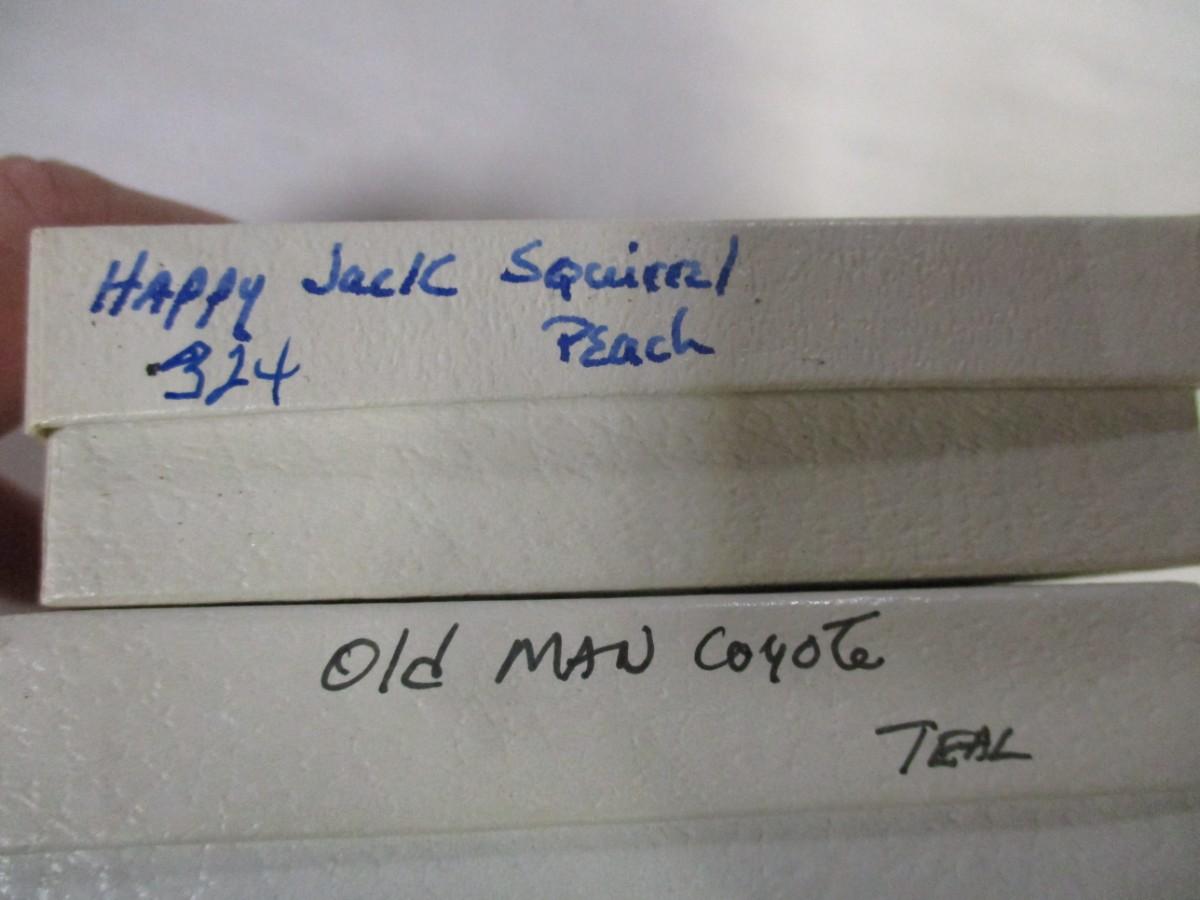 HAPPy Jack Squirrel
324 PEach
Old MAN Coyote
TEAL